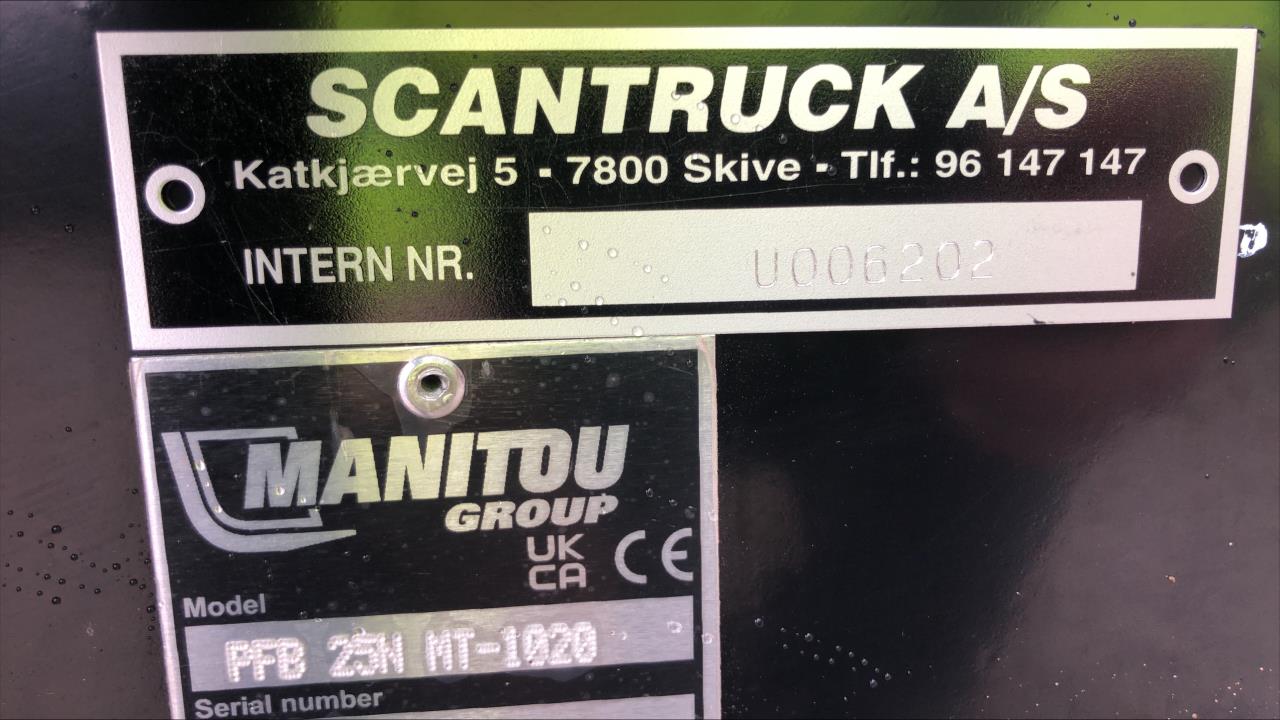 SCANTRUCK A/S
Katkjærvej 5 - 7800 Skive - Tlf.: 96 147 147
INTERN NR. U006202
MANITOU
GROUP
UK
CA CE
Model
PFB 25N MT-1020
Serial number